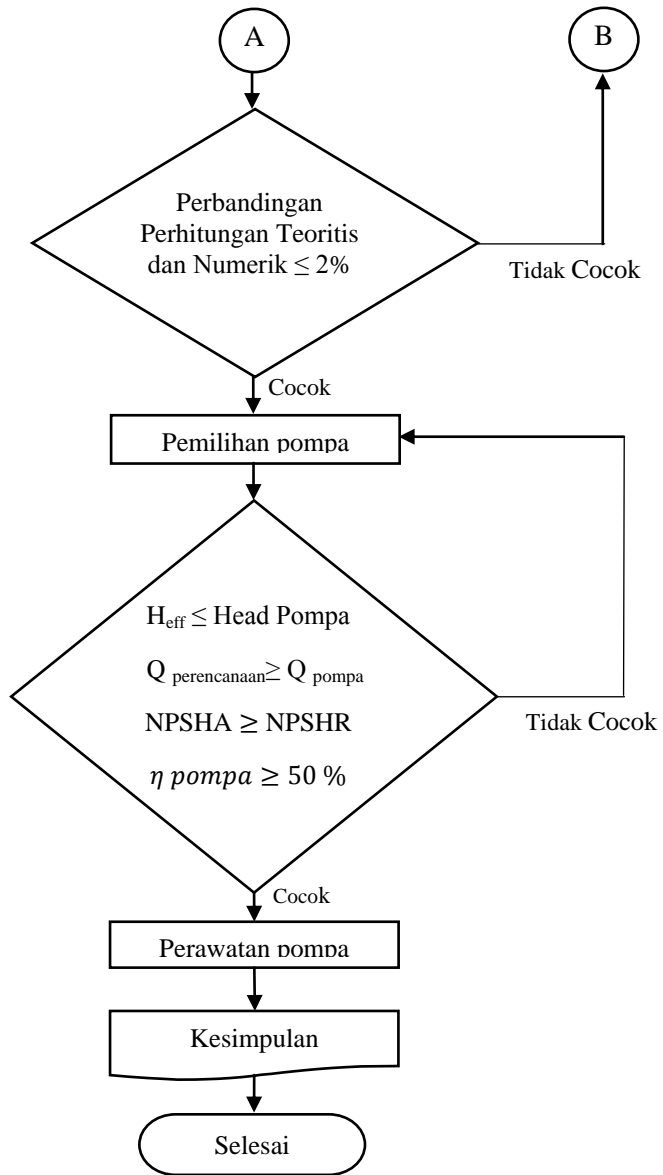 A
B
Perbandingan
Perhitungan Teoritis
dan Numerik ≤ 2%
Tidak Cocok
Cocok
Pemilihan pompa
H_eff ≤ Head Pompa
Q perencanaan ≥ Q pompa
NPSHA ≥ NPSHR
η pompa ≥ 50 %
Tidak Cocok
Cocok
Perawatan pompa
Kesimpulan
Selesai